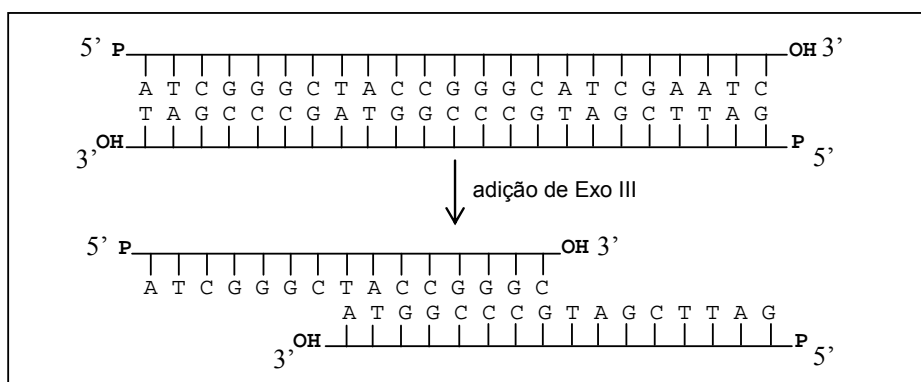 5’ P OH 3’
A T C G G G C T A C C G G G C A T C G A A T C
T A G C C C G A T G G C C C G T A G C T T A G
3’ OH P 5’
adição de Exo III
5’ P OH 3’
A T C G G G C T A C C G G G C
A T G G C C C G T A G C T T A G
3’ OH P 5’